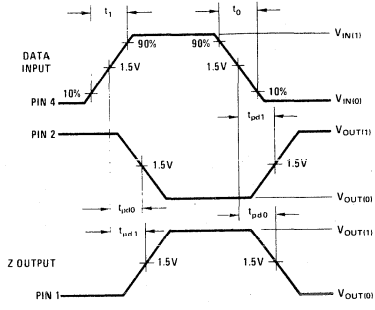 t1
t0
DATA
INPUT
90%
90%
VIN(1)
1.5V
1.5V
10%
10%
PIN 4
VIN(0)
tpd1
PIN 2
VOUT(1)
1.5V
1.5V
VOUT(0)
tpd0
tpd0
tpd1
VOUT(1)
Z OUTPUT
1.5V
1.5V
PIN 1
VOUT(0)